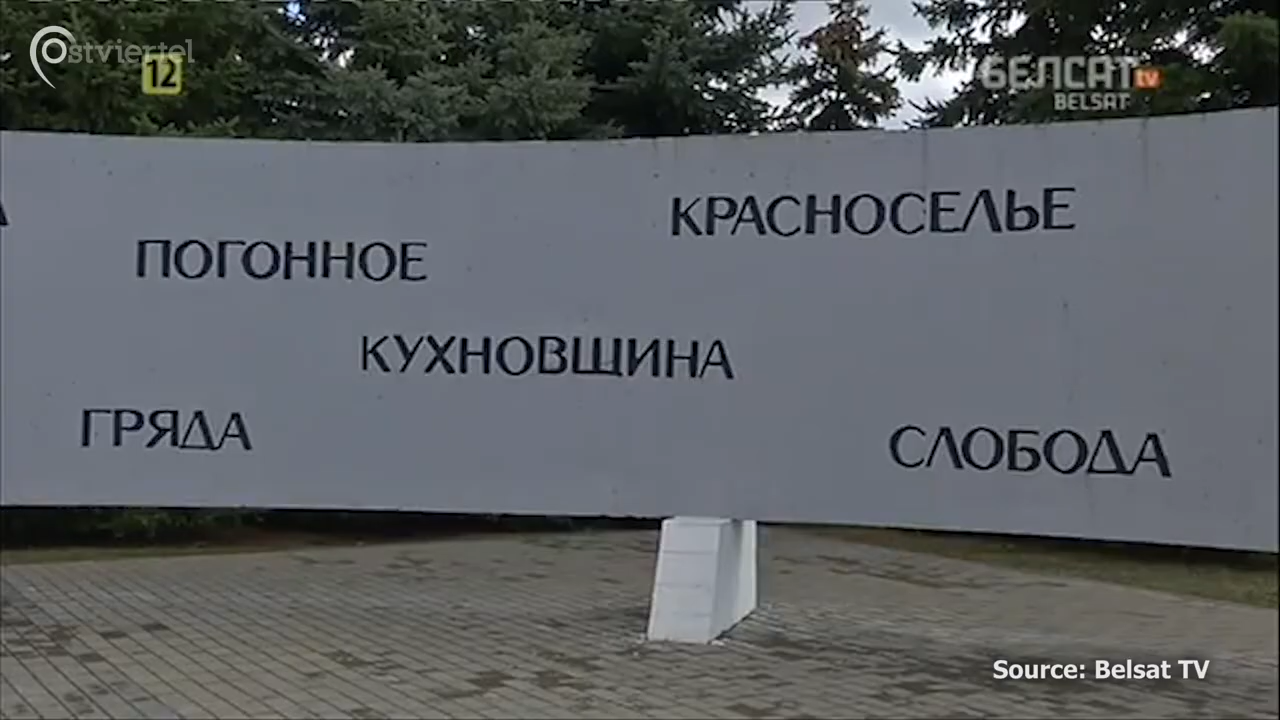 Ostviertel
12
БЕЛСАТ tv
BELSAT
КРАСНОСЕЛЬЕ
ПОГОННОЕ
КУХНОВЩИНА
ГРЯДА
СЛОБОДА
Source: Belsat TV